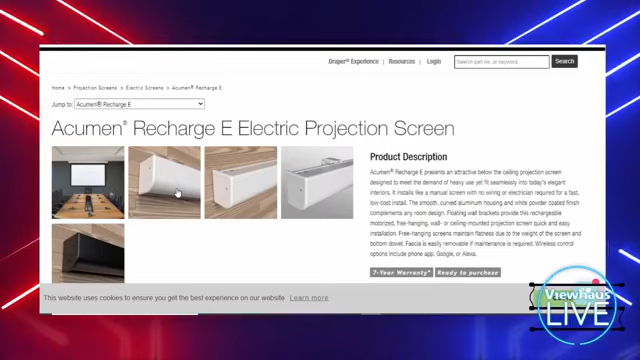 Draper® Experience | Resources | Login
Search part no. or keyword.
Search
Home > Projection Screens > Electric Screens > Acumen® Recharge E
Jump to: Acumen® Recharge E
Acumen® Recharge E Electric Projection Screen
Product Description
Acumen® Recharge E presents an attractive below the ceiling projection screen
designed to meet the demand of heavy use yet fit seamlessly into today's elegant
interiors. It installs like a manual screen with no wiring or electrician required for a fast,
low-cost install. The smooth, curved aluminum housing and white powder coated finish
complements any room design. Floating wall brackets provide this rechargeable
motorized, free-hanging, wall- or ceiling-mounted projection screen quick and easy
installation. Free-hanging screens maintain flatness due to the weight of the screen and
bottom dowel. Fascia is easily removable if maintenance is required. Wireless control
options include phone app, Google, or Alexa.
7-Year Warranty* Ready to purchase
This website uses cookies to ensure you get the best experience on our website Learn more
Viewhaus
LIVE